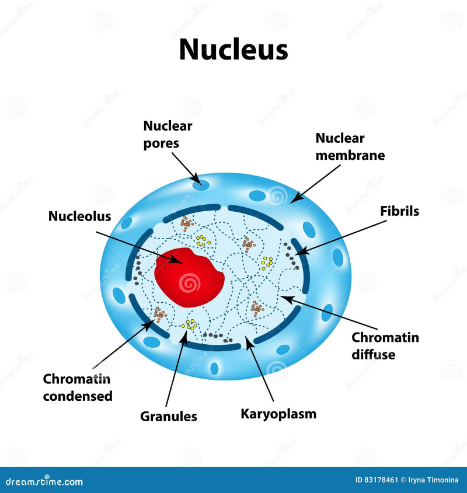 Nucleus
Nuclear
pores
Nuclear
membrane
Nucleolus
Fibrils
Chromatin
diffuse
Chromatin
condensed
Granules
Karyoplasm
dreamstime.com
ID 83178461 © Iryna Timonina